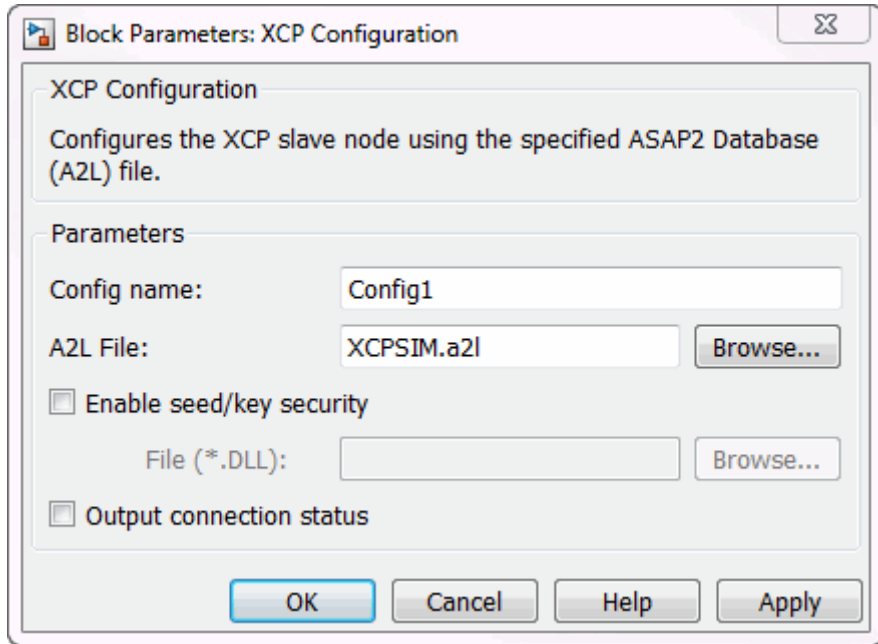 Block Parameters: XCP Configuration
XCP Configuration
Configures the XCP slave node using the specified ASAP2 Database
(A2L) file.
Parameters
Config name: Config1
A2L File: XCPSIM.a2l Browse...
Enable seed/key security
File (*.DLL): Browse...
Output connection status
OK Cancel Help Apply